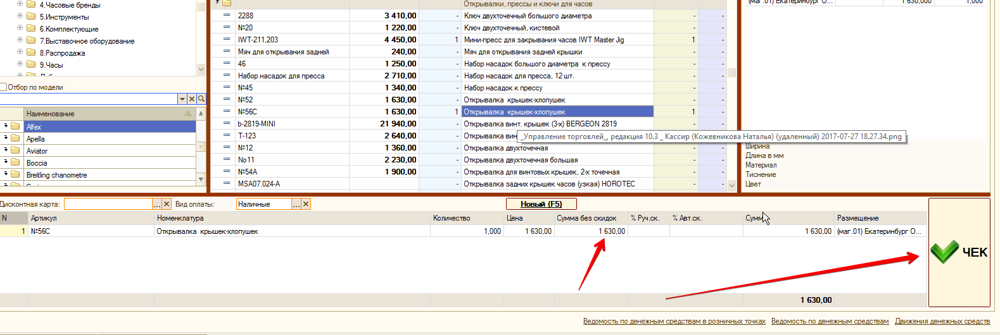 4.Часовые бренды
5.Инструменты
6.Комплектующие
7.Выставочное оборудование
8.Распродажа
9.Часы
Отбор по модели
Наименование
Alfex
Apella
Aviator
Boccia
Breitling chanometre
Открывалки, прессы и ключи для часов
2288 3 410,00 - Ключ двухточечный большого диаметра - -
№20 1 220,00 - Ключ двухточечный, кистевой - -
IWT-211,203 4 450,00 1 Мини-пресс для закрывания часов IWT Master Jig 1 -
Мяч для открывания задней 240,00 - Мяч для открывания задней крышки - -
46 1 250,00 - Набор насадок большого диаметра к прессу - -
Набор насадок для пресса 2 710,00 - Набор насадок для пресса, 12 шт. - -
№45 1 340,00 - Набор насадок к прессу - -
№52 1 630,00 - Открывалка крышек-хлопушек - -
№56С 1 630,00 1 Открывалка крышек-хлопушек 1 -
b-2819-MINI 21 940,00 - Открывалка винт. крышек (3-х) BERGEON 2819 - -
Т-123 2 640,00 - Открывалка вин
_Управление торговлей_, редакция 10.3 _ Кассир (Кожевникова Наталья) (удаленный) 2017-07-27 18.27.34.png
№12 1 360,00 - Открывалка двухточечная - -
No11 2 230,00 - Открывалка двухточечная большая - -
№54А 1 900,00 - Открывалка для винтовых крышек, 2-х точечная - -
MSA07.024-A - Открывалка задних крышек часов (узкая) HOROTEC - -
(маг.01) Екатеринбург О... 1 630,000 1,000
Ширина
Длина в мм
Материал
Тиснение
Цвет
Дисконтная карта: ... Вид оплаты: Наличные ... Новый (F5)
N Артикул Номенклатура Количество Цена Сумма без скидок % Руч.ск. % Авт.ск. Сумм Размещение
1 №56С Открывалка крышек-хлопушек 1,000 1 630,00 1 630,00 1 630,00 (маг.01) Екатеринбург О...
ЧЕК
1 630,00
Ведомость по денежным средствам в розничных точках Ведомость по денежным средствам Движения денежных средств